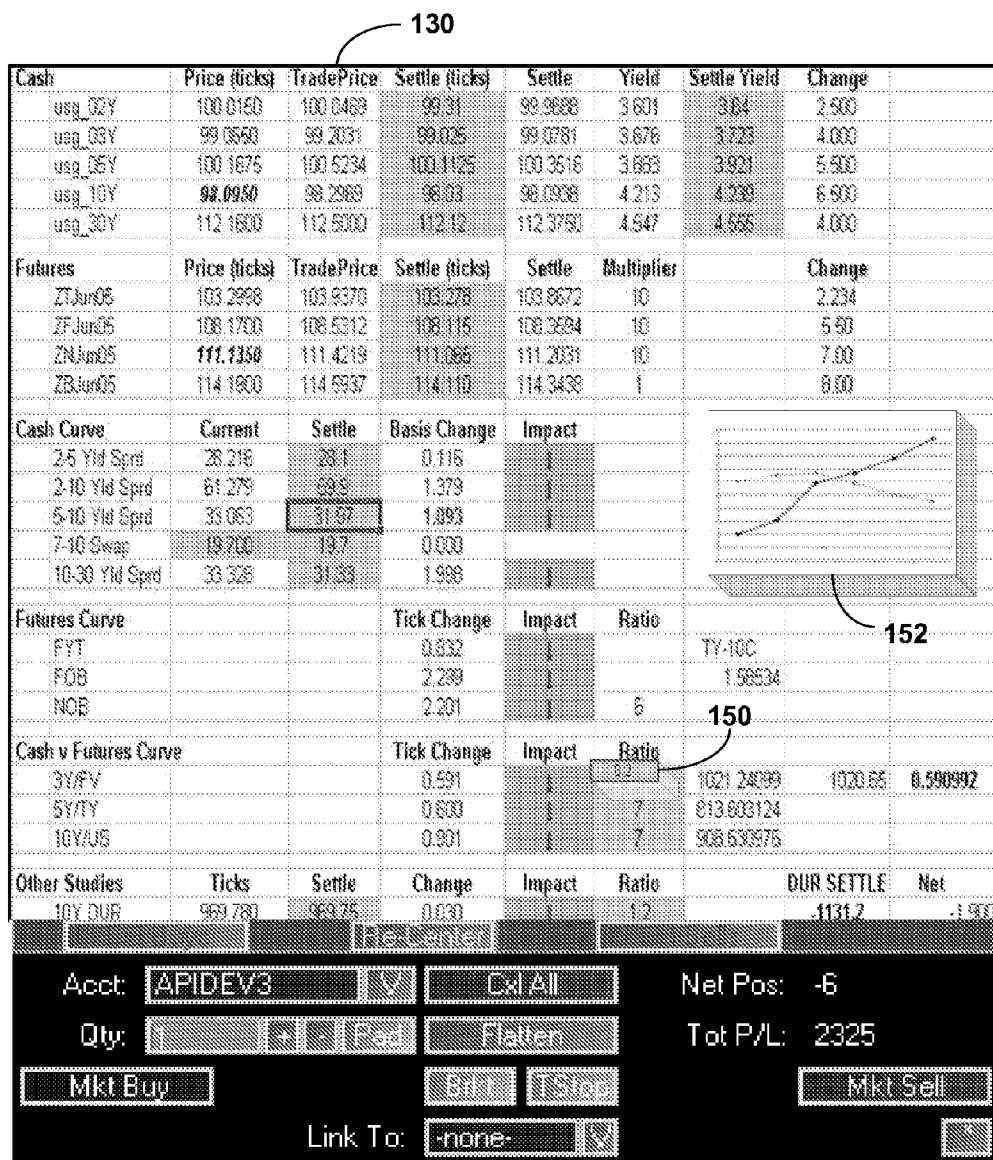 130
Cash Price (ticks) TradePrice Settle (ticks) Settle Yield Settle Yield Change
usg_02Y 100.0150 100.0469 99.31 99.9688 3.601 3.64 2.500
usg_03Y 99.0650 99.2031 99.025 99.0781 3.676 3.723 4.000
usg_05Y 100.1675 100.5234 100.1125 100.3516 3.883 3.921 5.500
usg_10Y 98.0950 98.2969 98.03 98.0938 4.213 4.239 6.500
usg_30Y 112.1600 112.5000 112.12 112.3750 4.547 4.555 4.000
Futures Price (ticks) TradePrice Settle (ticks) Settle Multiplier Change
ZTJun05 103.2998 103.9370 103.278 103.8672 10 2.234
ZFJun05 108.1700 108.5312 108.115 108.3594 10 5.50
ZNJun05 111.1350 111.4219 111.065 111.2031 10 7.00
ZBJun05 114.1900 114.5937 114.110 114.3438 1 8.00
Cash Curve Current Settle Basis Change Impact
2-5 Yld Sprd 28.216 28.1 0.116
2-10 Yld Sprd 61.279 59.9 1.379
5-10 Yld Sprd 33.063 31.97 1.093
7-10 Swap 19.700 19.7 0.000
10-30 Yld Sprd 33.328 31.33 1.998
152
Futures Curve Tick Change Impact Ratio
FYT 0.832 TY-10C
FOB 2.289 1.58534
NOB 2.201 6
150
Cash v Futures Curve Tick Change Impact Ratio
3Y/FV 0.591 1021.24099 1020.65 0.590992
5Y/TY 0.600 7 813.603124
10Y/US 0.901 7 908.630976
Other Studies Ticks Settle Change Impact Ratio DUR SETTLE Net
10Y DUR 969.780 969.75 0.030 1.2 -1131.7 -1.900
Re-Center
Acct: APIDEV3 Cxl All Net Pos: -6
Qty: 1 + - Pad Flatten Tot P/L: 2325
Mkt Buy TStop Mkt Sell
Link To: -none-